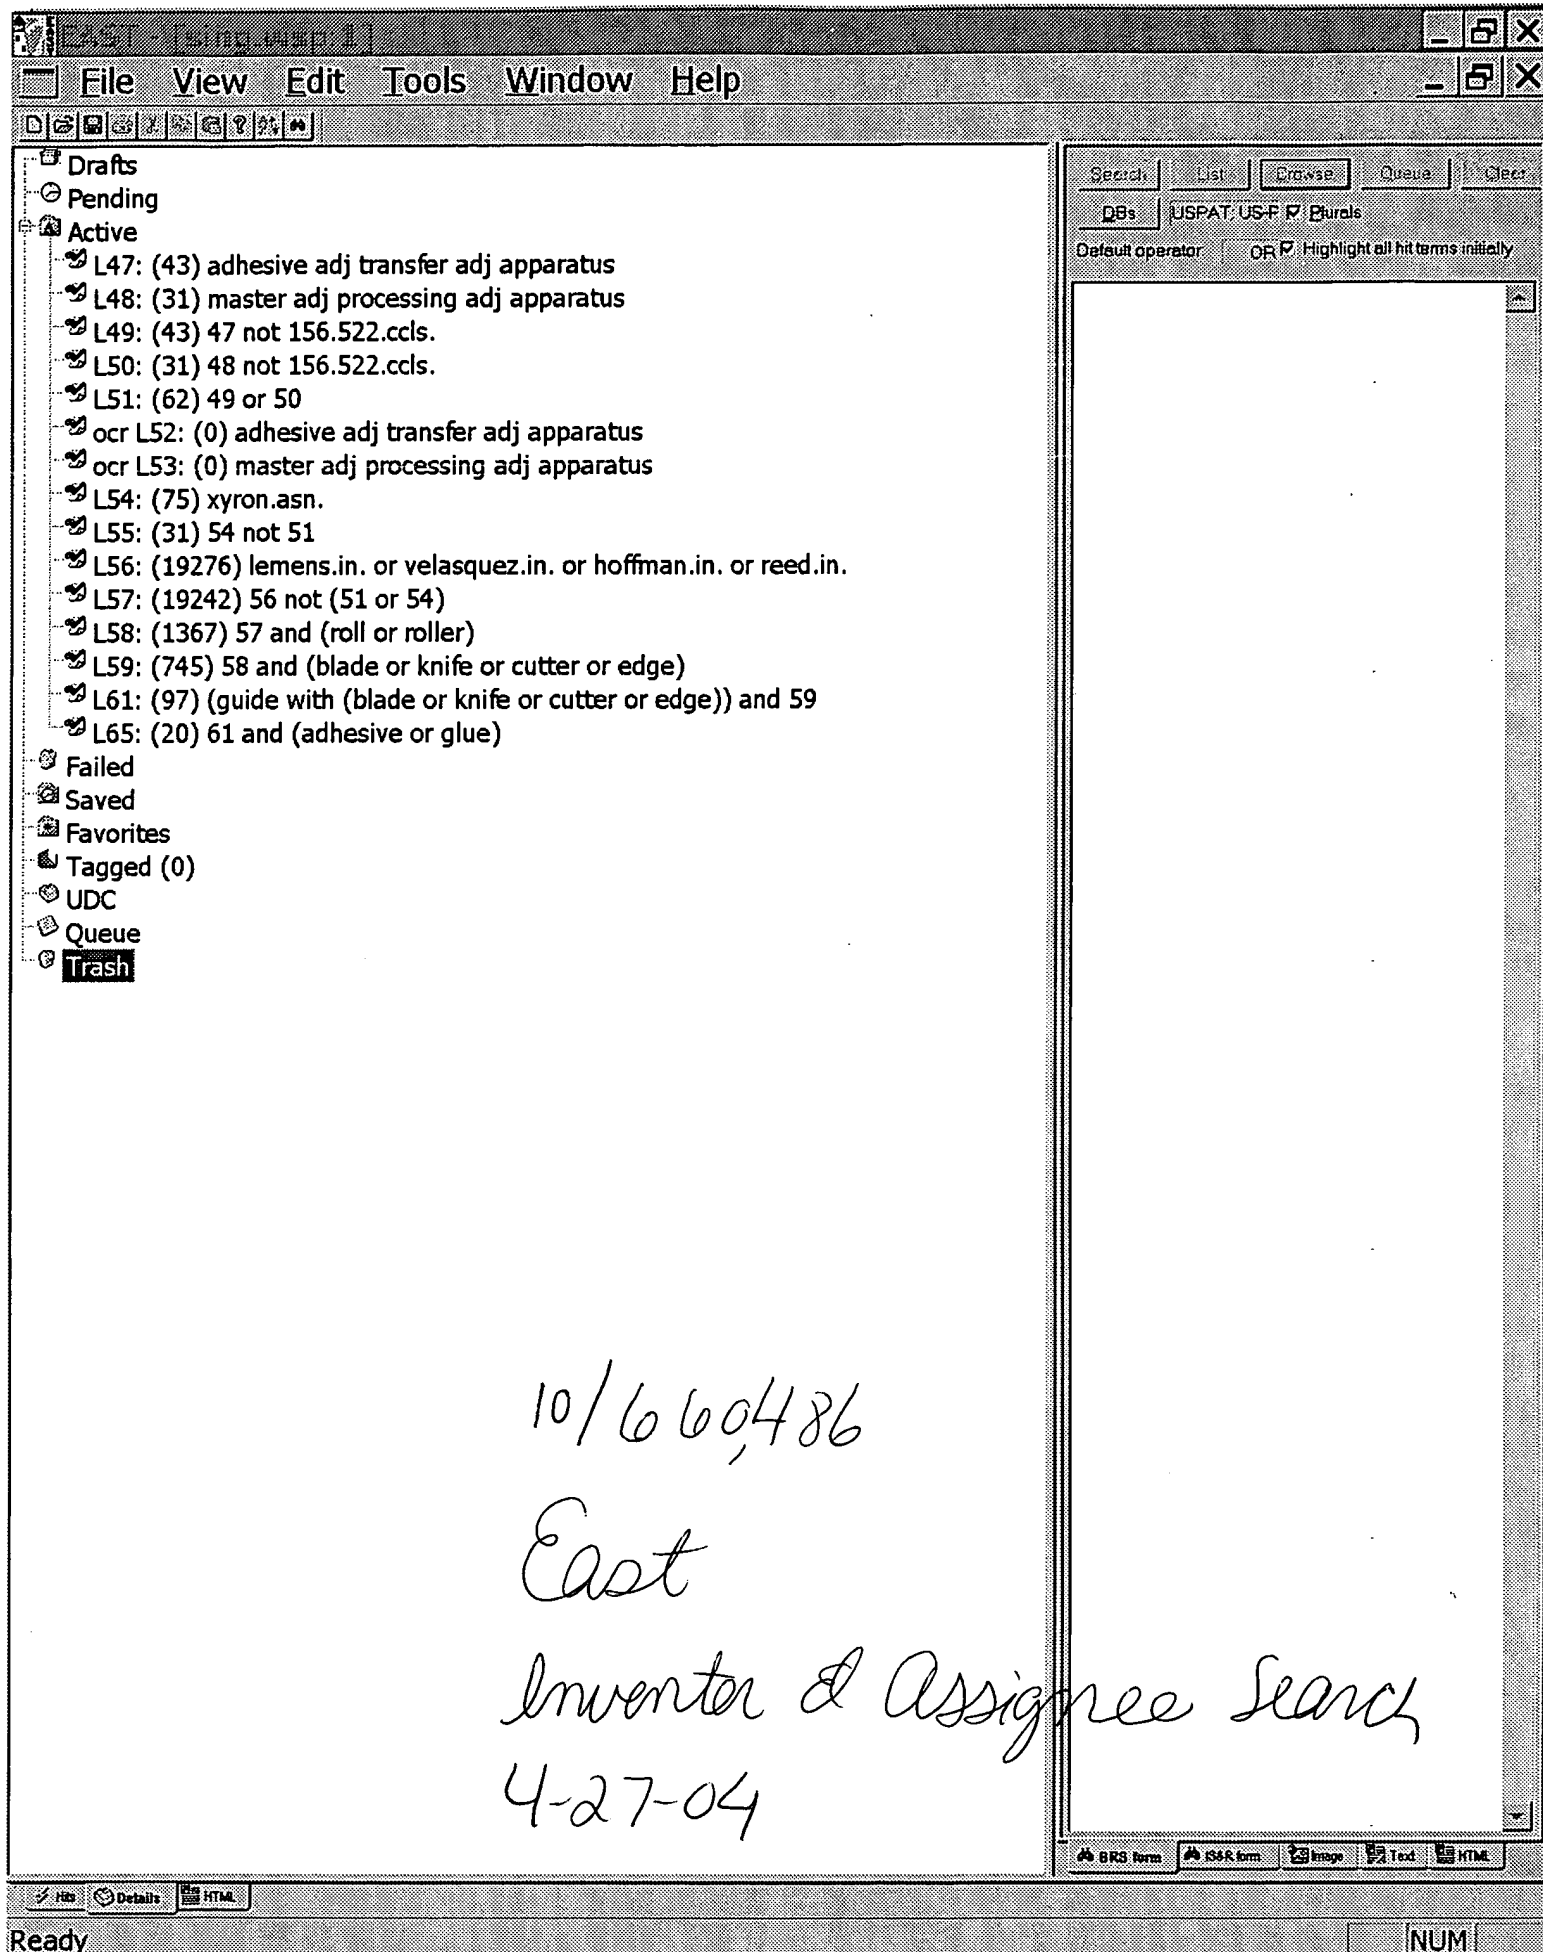 EAST - [sing.wsp:1]
File View Edit Tools Window Help
Drafts
Pending
Active
L47: (43) adhesive adj transfer adj apparatus
L48: (31) master adj processing adj apparatus
L49: (43) 47 not 156.522.ccls.
L50: (31) 48 not 156.522.ccls.
L51: (62) 49 or 50
ocr L52: (0) adhesive adj transfer adj apparatus
ocr L53: (0) master adj processing adj apparatus
L54: (75) xyron.asn.
L55: (31) 54 not 51
L56: (19276) lemens.in. or velasquez.in. or hoffman.in. or reed.in.
L57: (19242) 56 not (51 or 54)
L58: (1367) 57 and (roll or roller)
L59: (745) 58 and (blade or knife or cutter or edge)
L61: (97) (guide with (blade or knife or cutter or edge)) and 59
L65: (20) 61 and (adhesive or glue)
Failed
Saved
Favorites
Tagged (0)
UDC
Queue
Trash
Search List Browse Queue Clear
DBs USPAT US-P Plurals
Default operator: OR Highlight all hit terms initially
10/660,486
East
Inventor & Assignee Search
4-27-04
BRS form IS&R form Image Text HTML
Hits Details HTML
Ready NUM